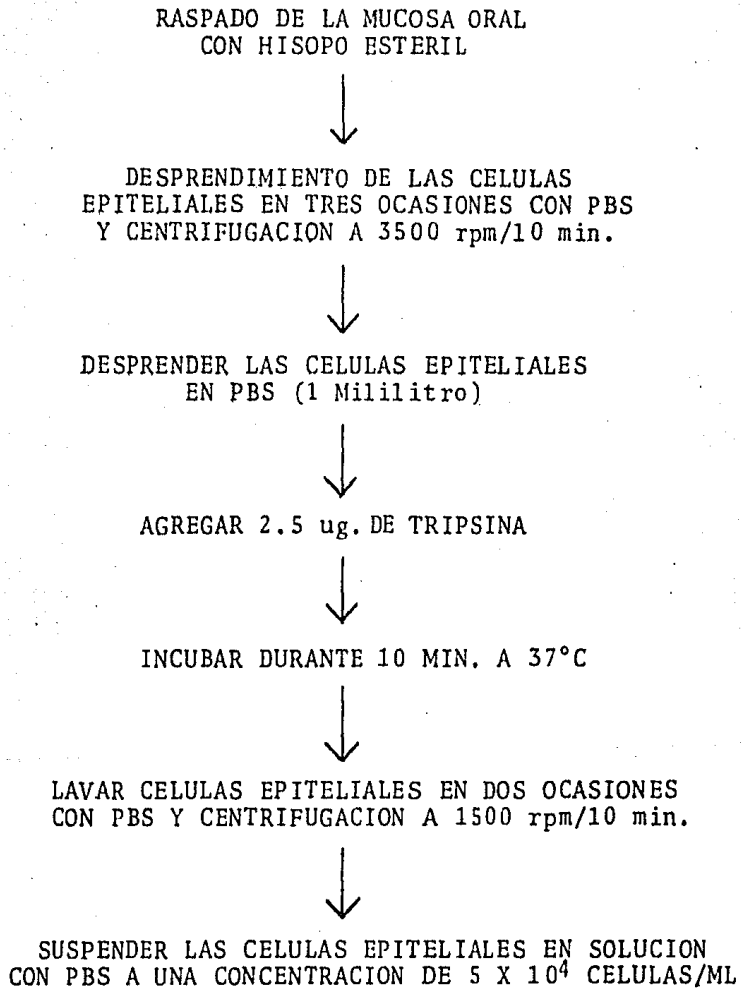 RASPADO DE LA MUCOSA ORAL
CON HISOPO ESTERIL
DESPRENDIMIENTO DE LAS CELULAS
EPITELIALES EN TRES OCASIONES CON PBS
Y CENTRIFUGACION A 3500 rpm/10 min.
DESPRENDER LAS CELULAS EPITELIALES
EN PBS (1 Mililitro)
AGREGAR 2.5 ug. DE TRIPSINA
INCUBAR DURANTE 10 MIN. A 37°C
LAVAR CELULAS EPITELIALES EN DOS OCASIONES
CON PBS Y CENTRIFUGACION A 1500 rpm/10 min.
SUSPENDER LAS CELULAS EPITELIALES EN SOLUCION
CON PBS A UNA CONCENTRACION DE 5 X 10⁴ CELULAS/ML